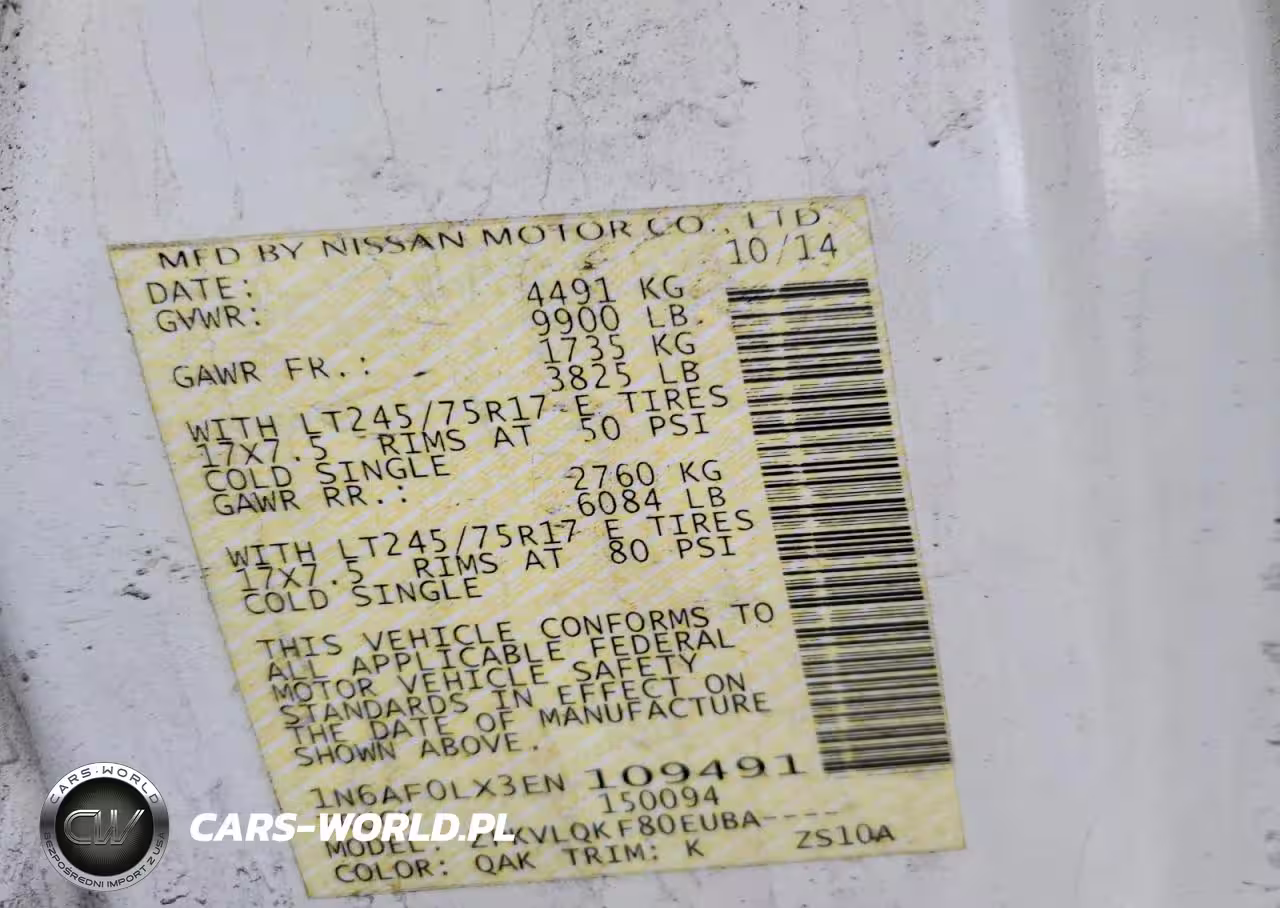 MFD BY NISSAN MOTOR CO., LTD.
DATE: 10/14
GVWR: 4491 KG
9900 LB
GAWR FR.: 1735 KG
3825 LB
WITH LT245/75R17 E TIRES
17X7.5 RIMS AT 50 PSI
COLD SINGLE
GAWR RR.: 2760 KG
6084 LB
WITH LT245/75R17 E TIRES
17X7.5 RIMS AT 80 PSI
COLD SINGLE
THIS VEHICLE CONFORMS TO
ALL APPLICABLE FEDERAL
MOTOR VEHICLE SAFETY
STANDARDS IN EFFECT ON
THE DATE OF MANUFACTURE
SHOWN ABOVE.
1N6AF0LX3EN 109491
150094
MODEL
COLOR: QAK TRIM: K ZS10A
CARS-WORLD
CW
BEZPOŚREDNI IMPORT Z USA
CARS-WORLD.PL